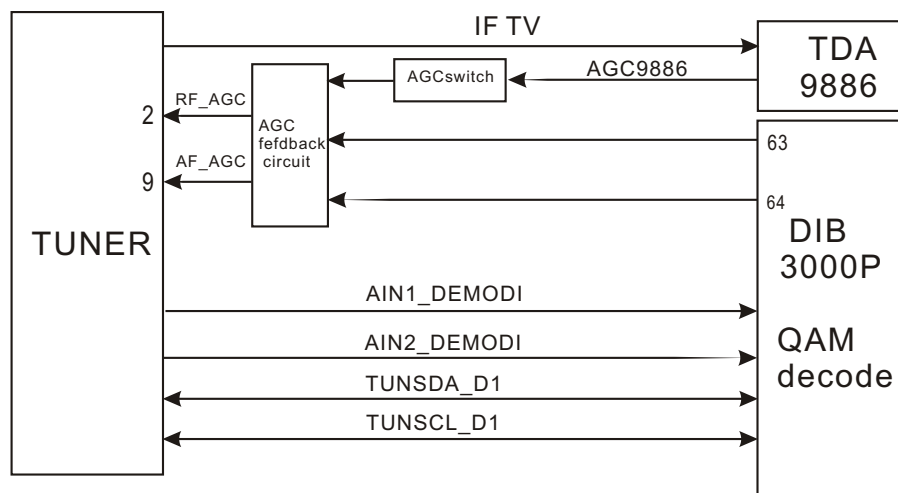 IF TV
TDA
9886
AGCswitch
AGC9886
RF_AGC
2
AGC
fefdback
circuit
63
AF_AGC
9
64
TUNER
DIB
3000P
AIN1_DEMODI
QAM
decode
AIN2_DEMODI
TUNSDA_D1
TUNSCL_D1